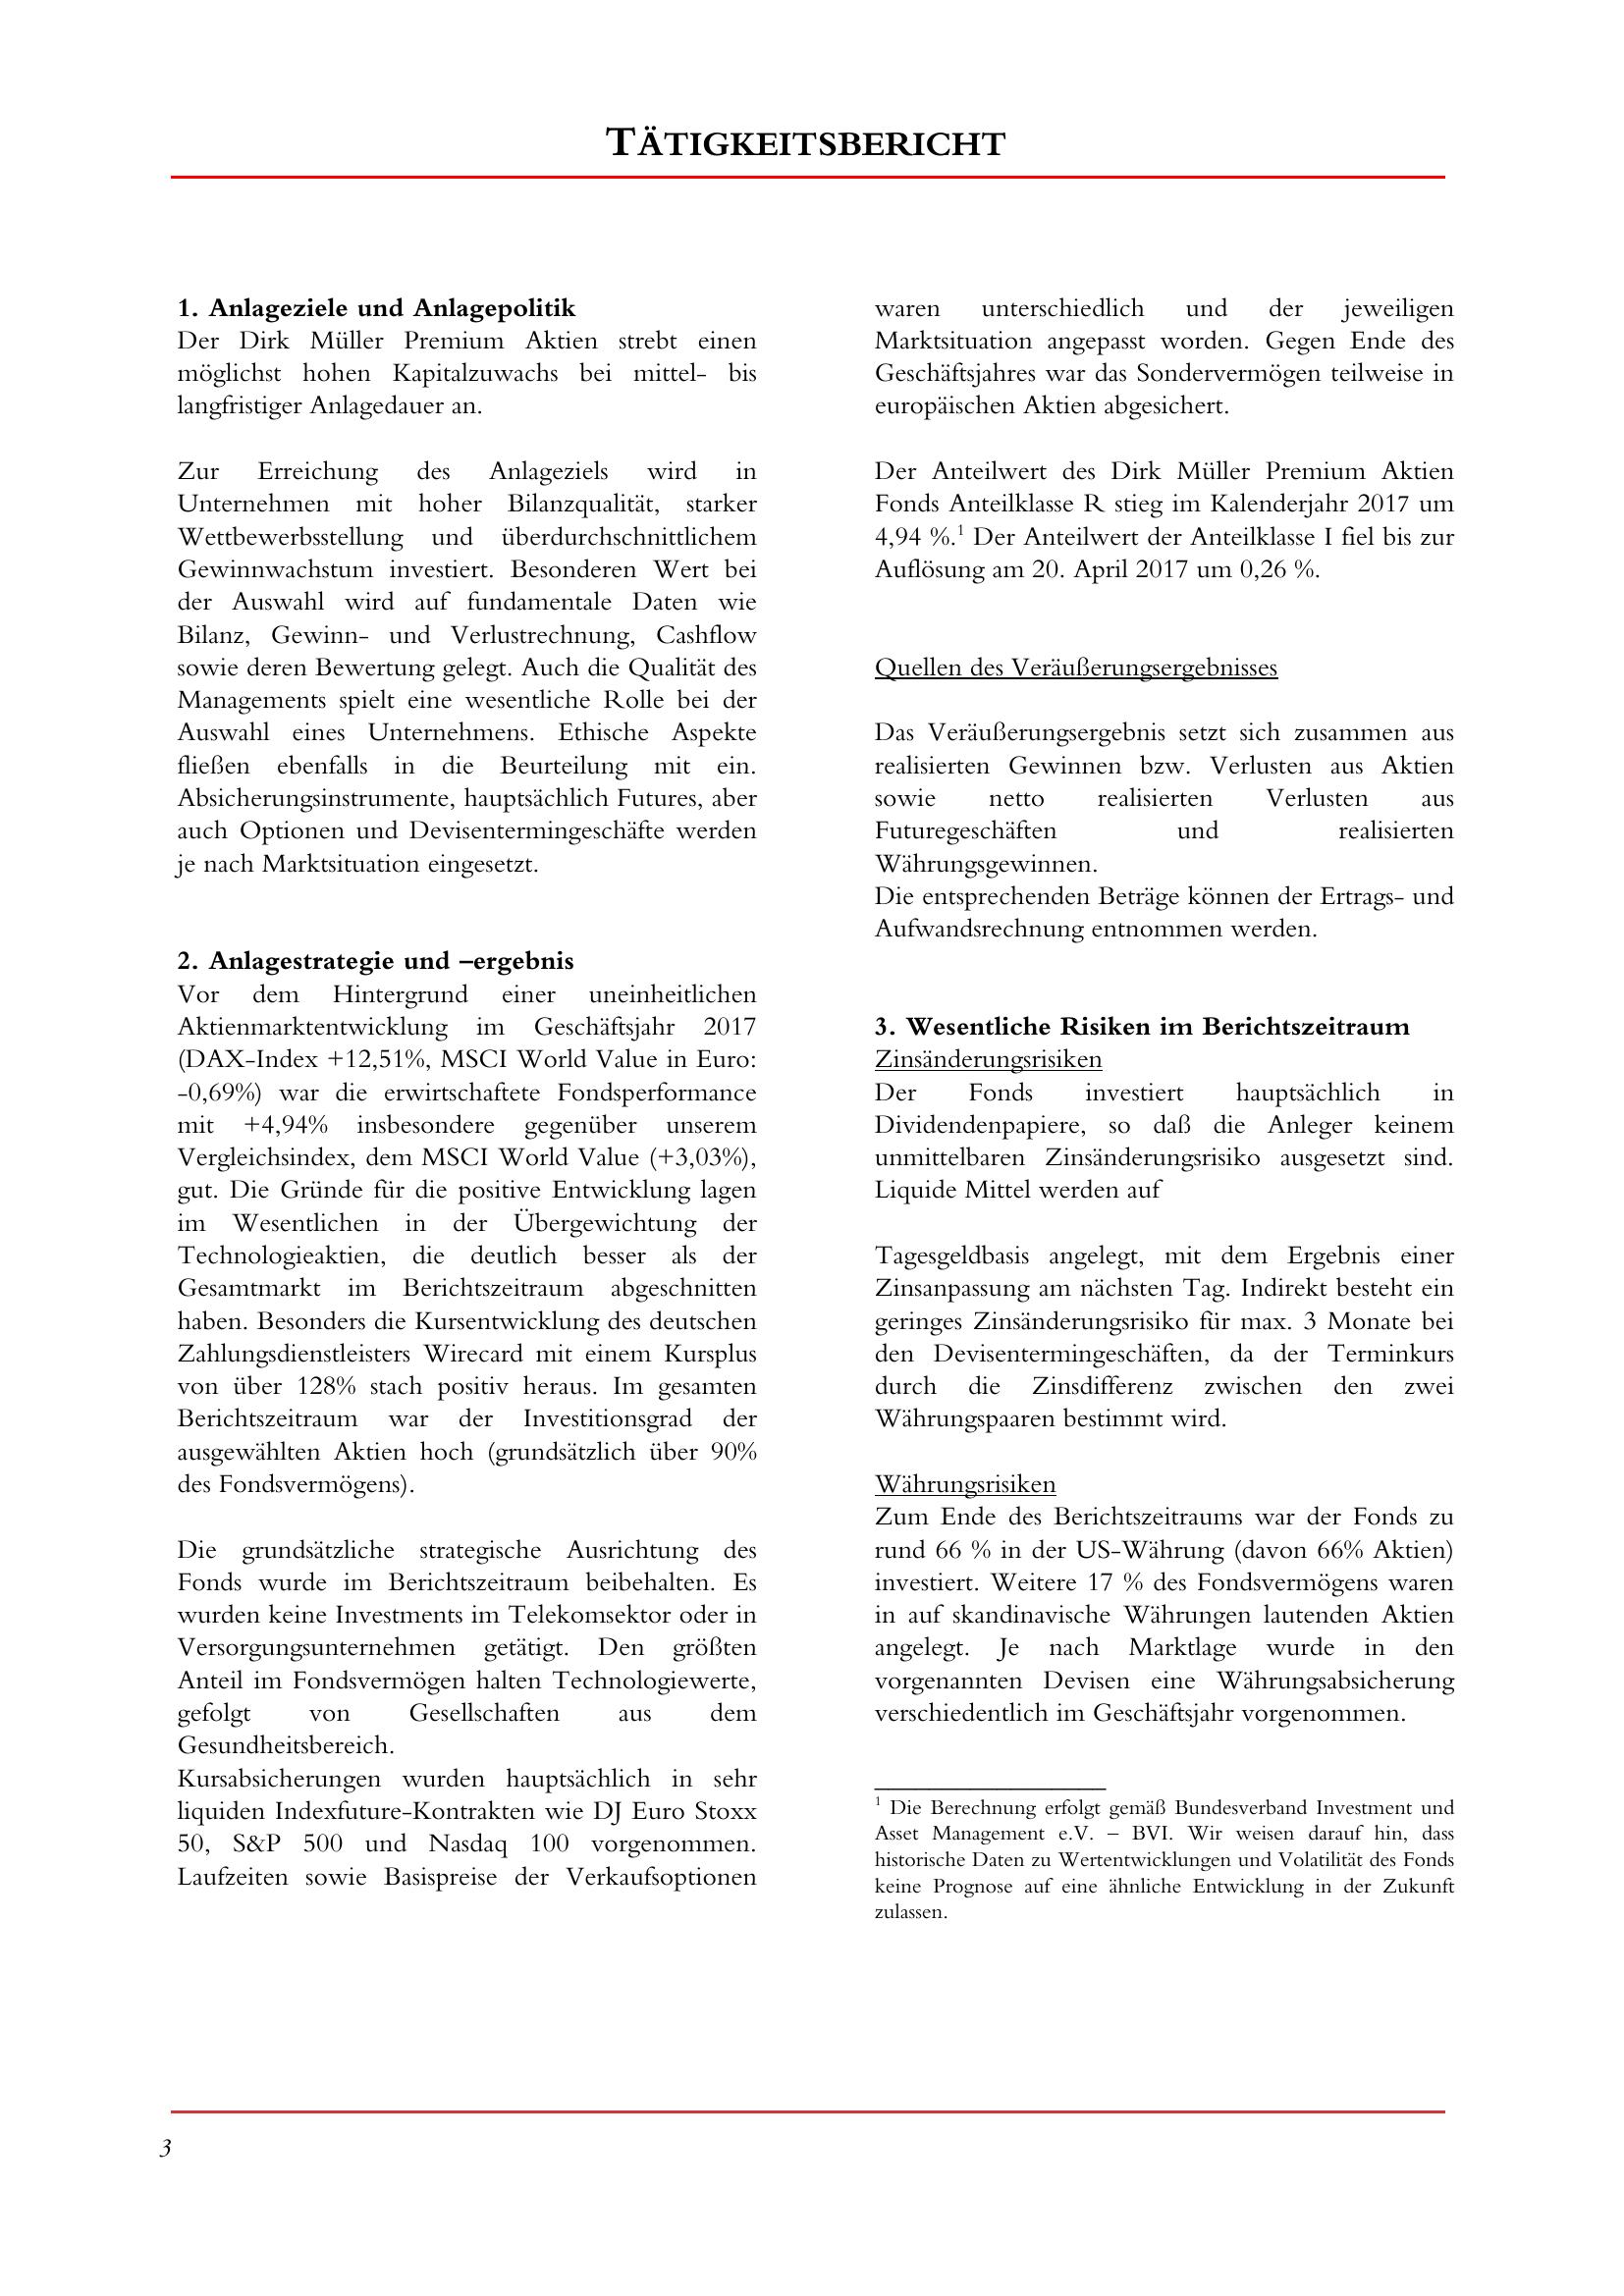 TÄTIGKEITSBERICHT
1. Anlageziele und Anlagepolitik
Der Dirk Müller Premium Aktien strebt einen
möglichst hohen Kapitalzuwachs bei mittel- bis
langfristiger Anlagedauer an.
Zur Erreichung des Anlageziels wird in
Unternehmen mit hoher Bilanzqualität, starker
Wettbewerbsstellung und überdurchschnittlichem
Gewinnwachstum investiert. Besonderen Wert bei
der Auswahl wird auf fundamentale Daten wie
Bilanz, Gewinn- und Verlustrechnung, Cashflow
sowie deren Bewertung gelegt. Auch die Qualität des
Managements spielt eine wesentliche Rolle bei der
Auswahl eines Unternehmens. Ethische Aspekte
fließen ebenfalls in die Beurteilung mit ein.
Absicherungsinstrumente, hauptsächlich Futures, aber
auch Optionen und Devisentermingeschäfte werden
je nach Marktsituation eingesetzt.
2. Anlagestrategie und –ergebnis
Vor dem Hintergrund einer uneinheitlichen
Aktienmarktentwicklung im Geschäftsjahr 2017
(DAX-Index +12,51%, MSCI World Value in Euro:
-0,69%) war die erwirtschaftete Fondsperformance
mit +4,94% insbesondere gegenüber unserem
Vergleichsindex, dem MSCI World Value (+3,03%),
gut. Die Gründe für die positive Entwicklung lagen
im Wesentlichen in der Übergewichtung der
Technologieaktien, die deutlich besser als der
Gesamtmarkt im Berichtszeitraum abgeschnitten
haben. Besonders die Kursentwicklung des deutschen
Zahlungsdienstleisters Wirecard mit einem Kursplus
von über 128% stach positiv heraus. Im gesamten
Berichtszeitraum war der Investitionsgrad der
ausgewählten Aktien hoch (grundsätzlich über 90%
des Fondsvermögens).
Die grundsätzliche strategische Ausrichtung des
Fonds wurde im Berichtszeitraum beibehalten. Es
wurden keine Investments im Telekomsektor oder in
Versorgungsunternehmen getätigt. Den größten
Anteil im Fondsvermögen halten Technologiewerte,
gefolgt von Gesellschaften aus dem
Gesundheitsbereich.
Kursabsicherungen wurden hauptsächlich in sehr
liquiden Indexfuture-Kontrakten wie DJ Euro Stoxx
50, S&P 500 und Nasdaq 100 vorgenommen.
Laufzeiten sowie Basispreise der Verkaufsoptionen
waren unterschiedlich und der jeweiligen
Marktsituation angepasst worden. Gegen Ende des
Geschäftsjahres war das Sondervermögen teilweise in
europäischen Aktien abgesichert.
Der Anteilwert des Dirk Müller Premium Aktien
Fonds Anteilklasse R stieg im Kalenderjahr 2017 um
4,94 %.¹ Der Anteilwert der Anteilklasse I fiel bis zur
Auflösung am 20. April 2017 um 0,26 %.
Quellen des Veräußerungsergebnisses
Das Veräußerungsergebnis setzt sich zusammen aus
realisierten Gewinnen bzw. Verlusten aus Aktien
sowie netto realisierten Verlusten aus
Futuregeschäften und realisierten
Währungsgewinnen.
Die entsprechenden Beträge können der Ertrags- und
Aufwandsrechnung entnommen werden.
3. Wesentliche Risiken im Berichtszeitraum
Zinsänderungsrisiken
Der Fonds investiert hauptsächlich in
Dividendenpapiere, so daß die Anleger keinem
unmittelbaren Zinsänderungsrisiko ausgesetzt sind.
Liquide Mittel werden auf
Tagesgeldbasis angelegt, mit dem Ergebnis einer
Zinsanpassung am nächsten Tag. Indirekt besteht ein
geringes Zinsänderungsrisiko für max. 3 Monate bei
den Devisentermingeschäften, da der Terminkurs
durch die Zinsdifferenz zwischen den zwei
Währungspaaren bestimmt wird.
Währungsrisiken
Zum Ende des Berichtszeitraums war der Fonds zu
rund 66 % in der US-Währung (davon 66% Aktien)
investiert. Weitere 17 % des Fondsvermögens waren
in auf skandinavische Währungen lautenden Aktien
angelegt. Je nach Marktlage wurde in den
vorgenannten Devisen eine Währungsabsicherung
verschiedentlich im Geschäftsjahr vorgenommen.
¹ Die Berechnung erfolgt gemäß Bundesverband Investment und
Asset Management e.V. – BVI. Wir weisen darauf hin, dass
historische Daten zu Wertentwicklungen und Volatilität des Fonds
keine Prognose auf eine ähnliche Entwicklung in der Zukunft
zulassen.
3